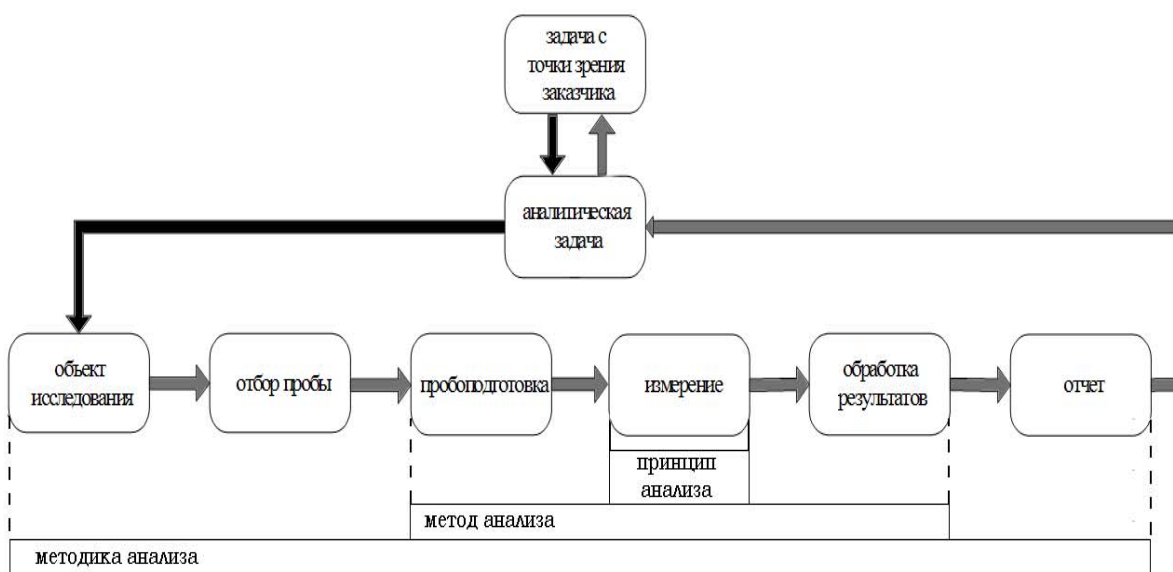 задача с
точки зрения
заказчика
аналитическая
задача
объект
исследования
отбор пробы
пробоподготовка
измерение
обработка
результатов
отчет
принцип
анализа
метод анализа
методика анализа